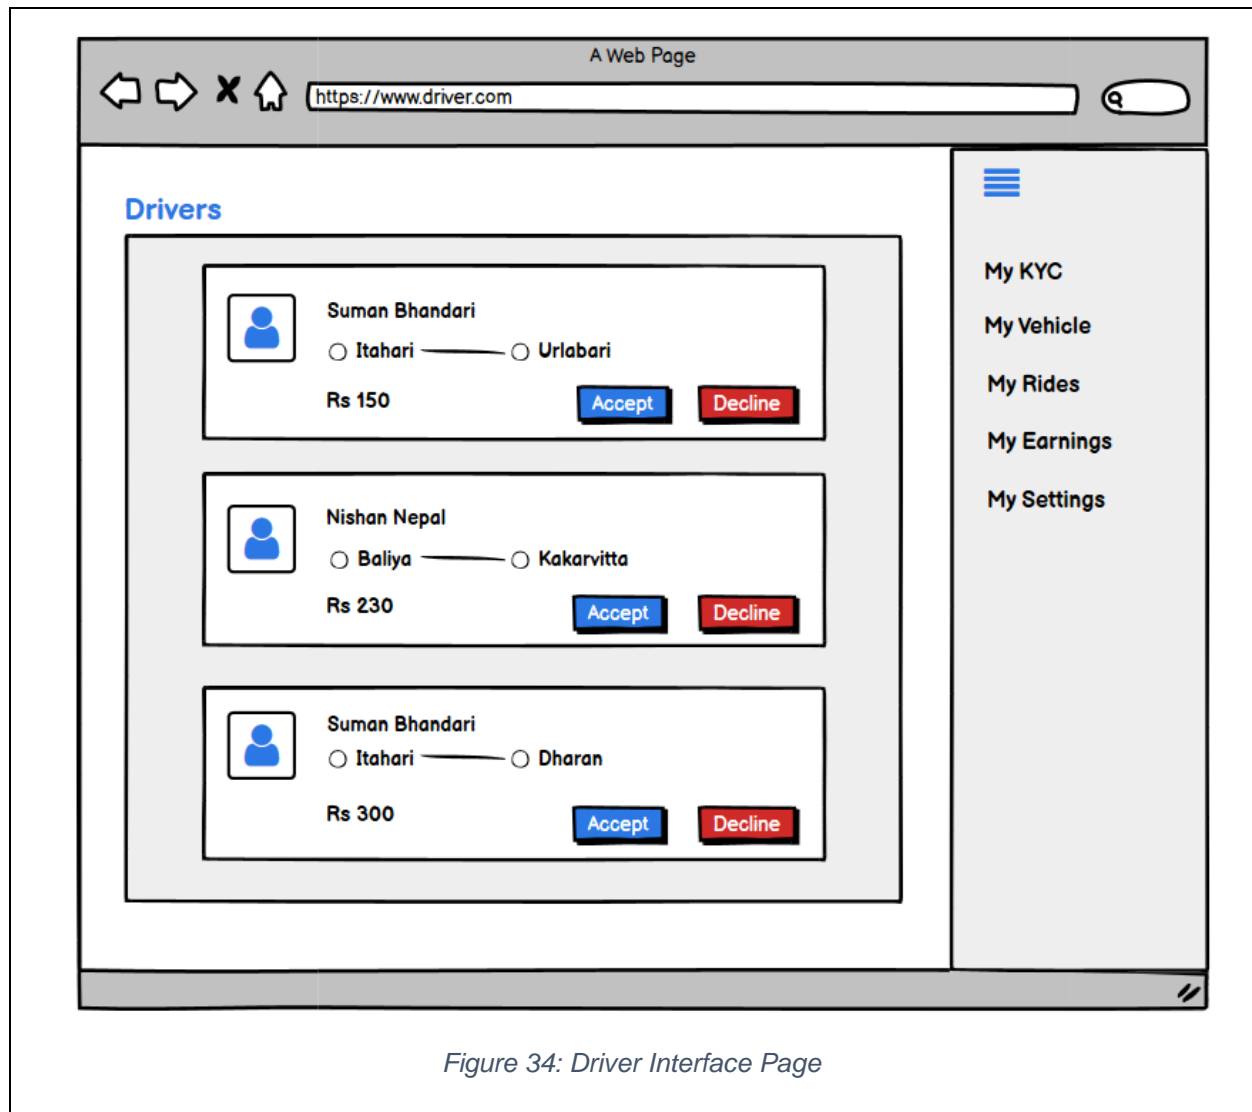 A Web Page
https://www.driver.com
Drivers
Suman Bhandari
Itahari Urlabari
Rs 150 Accept Decline
Nishan Nepal
Baliya Kakarvitta
Rs 230 Accept Decline
Suman Bhandari
Itahari Dharan
Rs 300 Accept Decline
My KYC
My Vehicle
My Rides
My Earnings
My Settings
Figure 34: Driver Interface Page